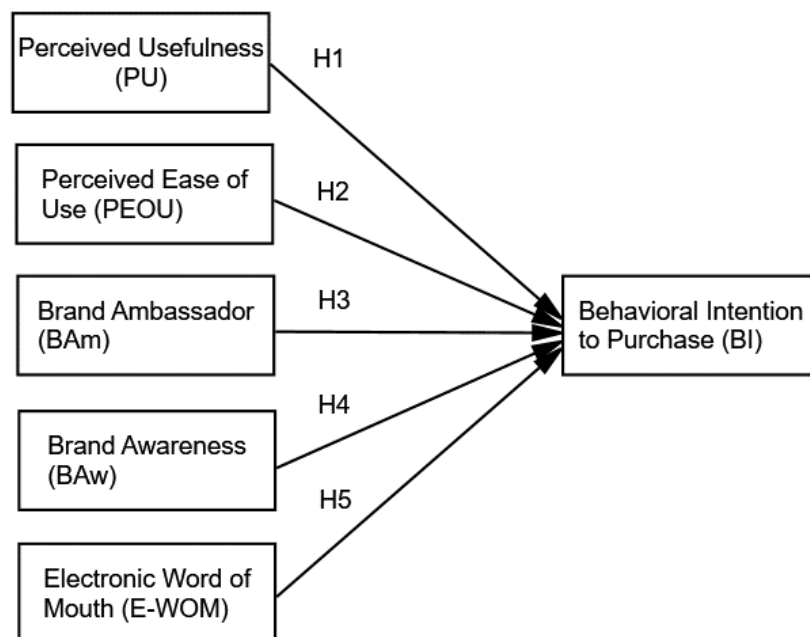 Perceived Usefulness
(PU)
H1
Perceived Ease of
Use (PEOU)
H2
Brand Ambassador
(BAm)
H3
Behavioral Intention
to Purchase (BI)
Brand Awareness
(BAw)
H4
H5
Electronic Word of
Mouth (E-WOM)